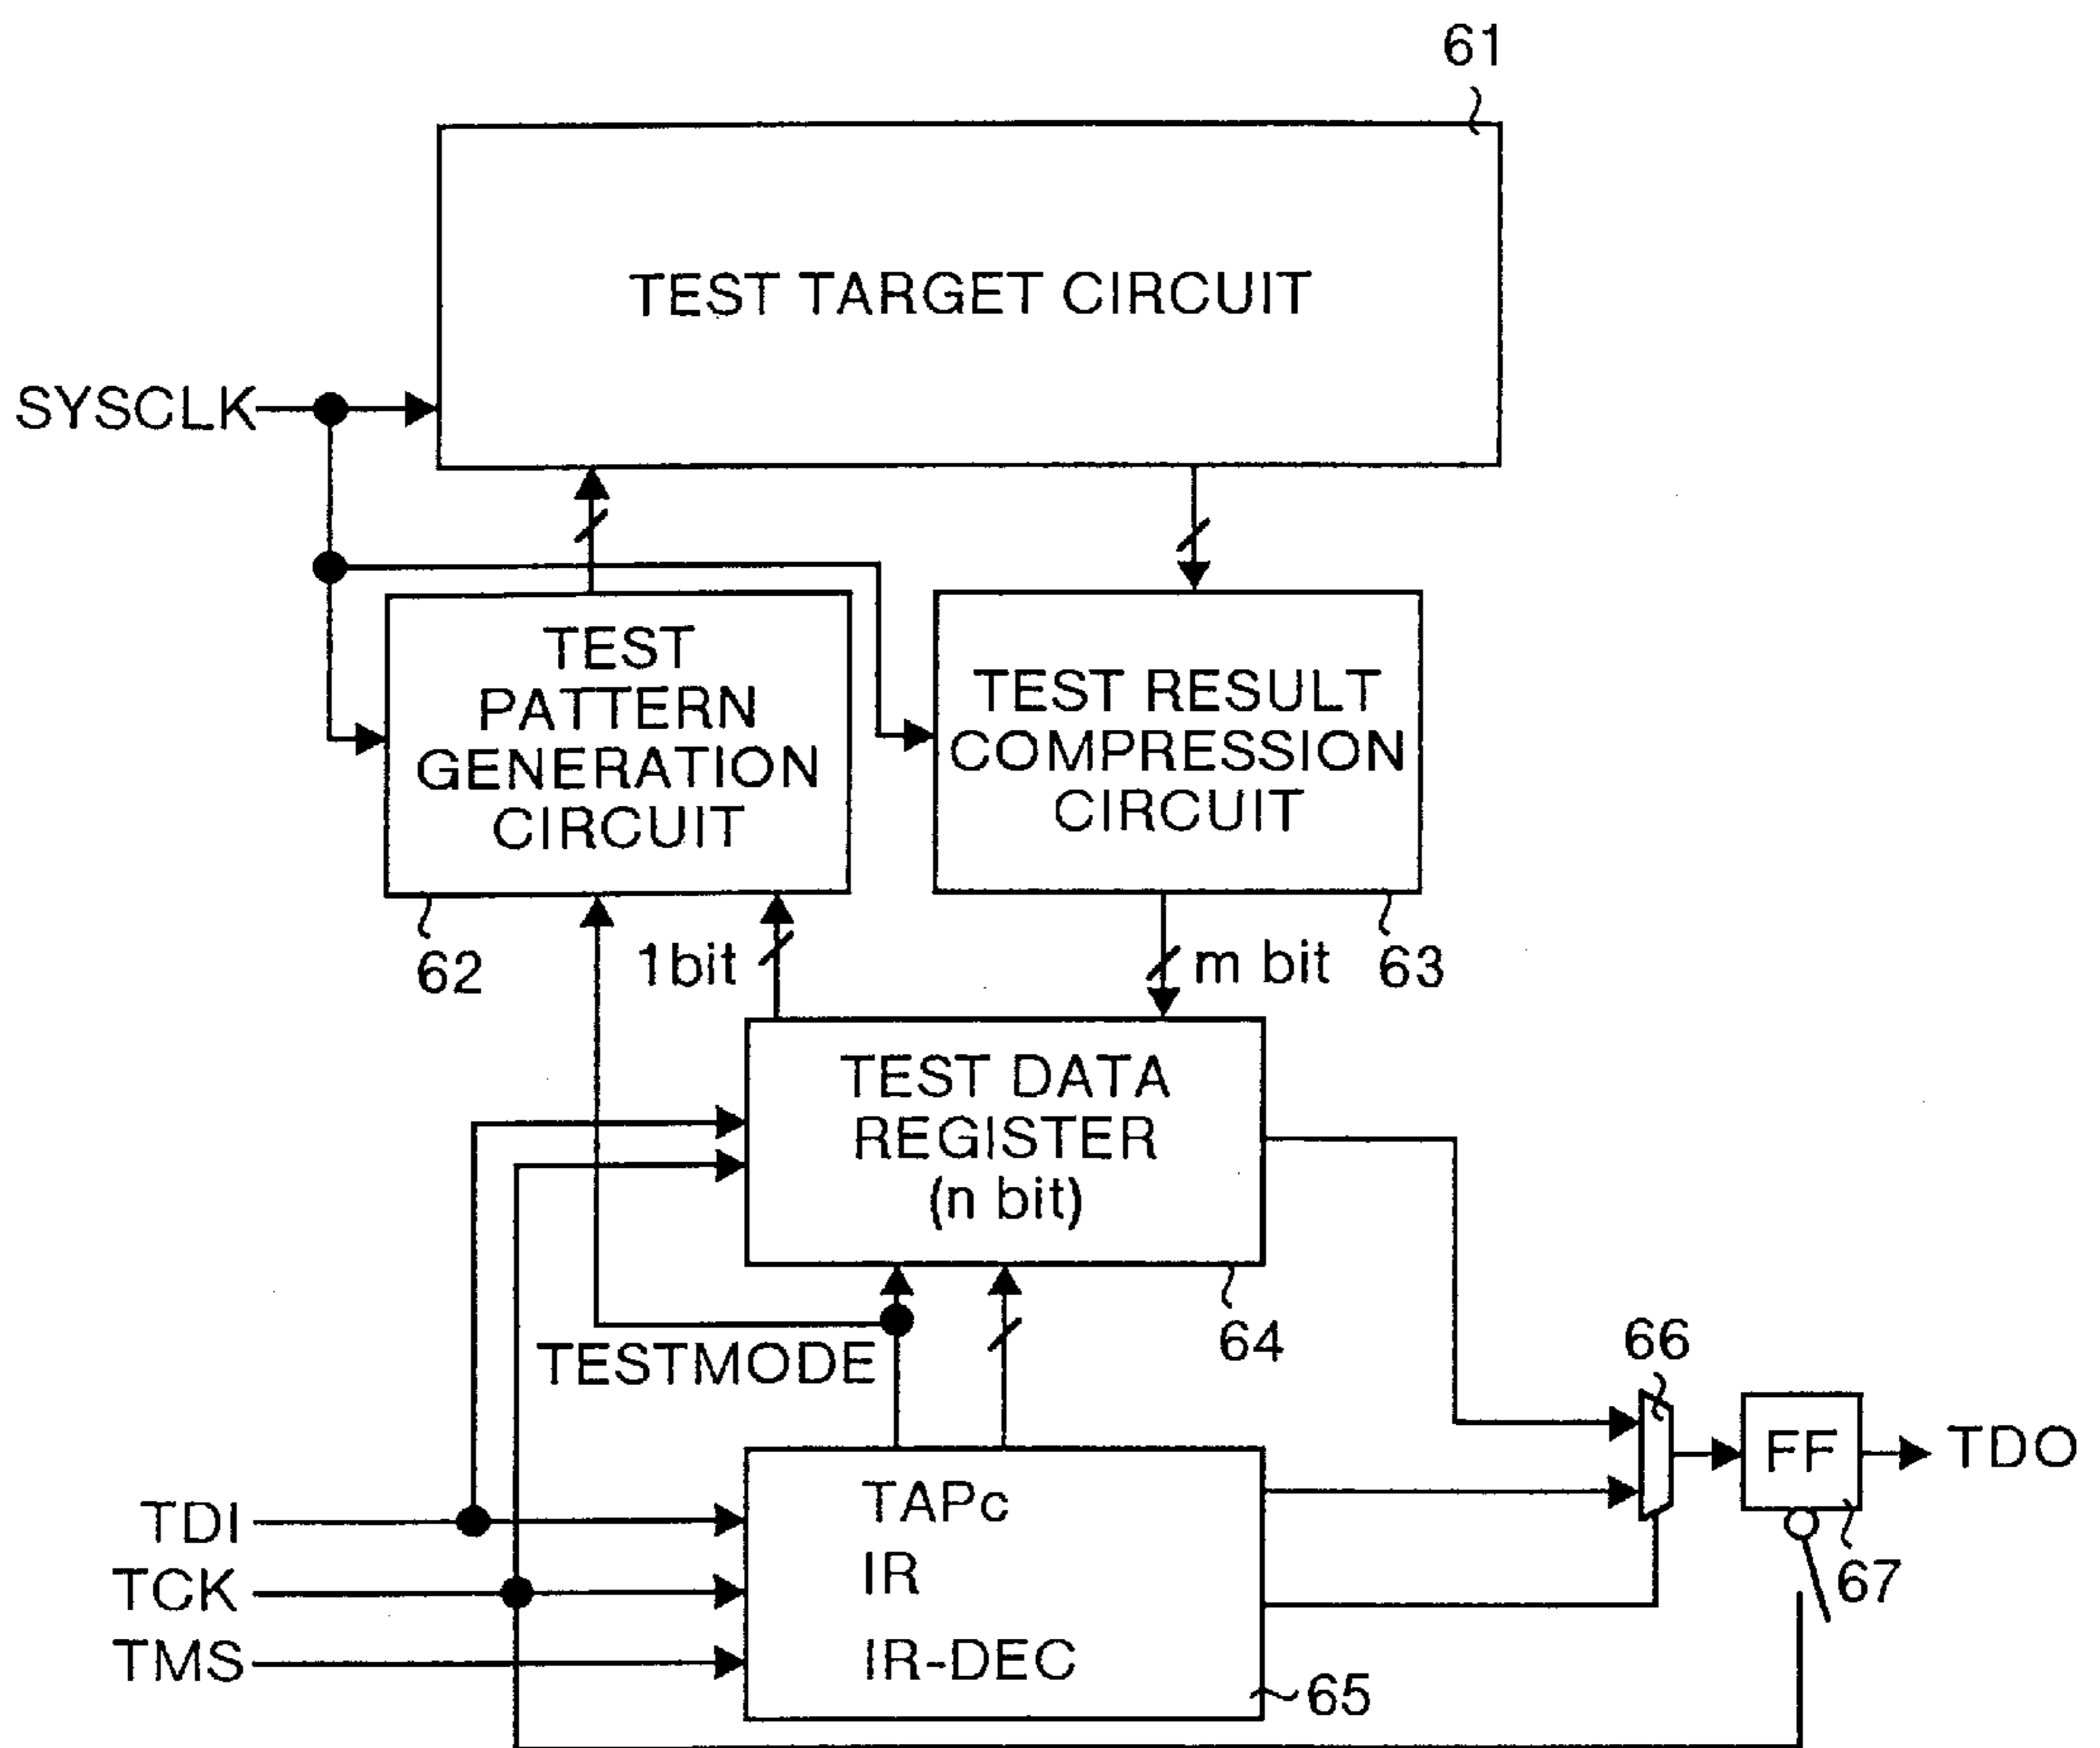 61
TEST TARGET CIRCUIT
SYSCLK
TEST
PATTERN
GENERATION
CIRCUIT
TEST RESULT
COMPRESSION
CIRCUIT
62
1bit
m bit
63
TEST DATA
REGISTER
(n bit)
64
TESTMODE
66
TAPc
IR
IR-DEC
FF
TDO
TDI
TCK
TMS
67
65